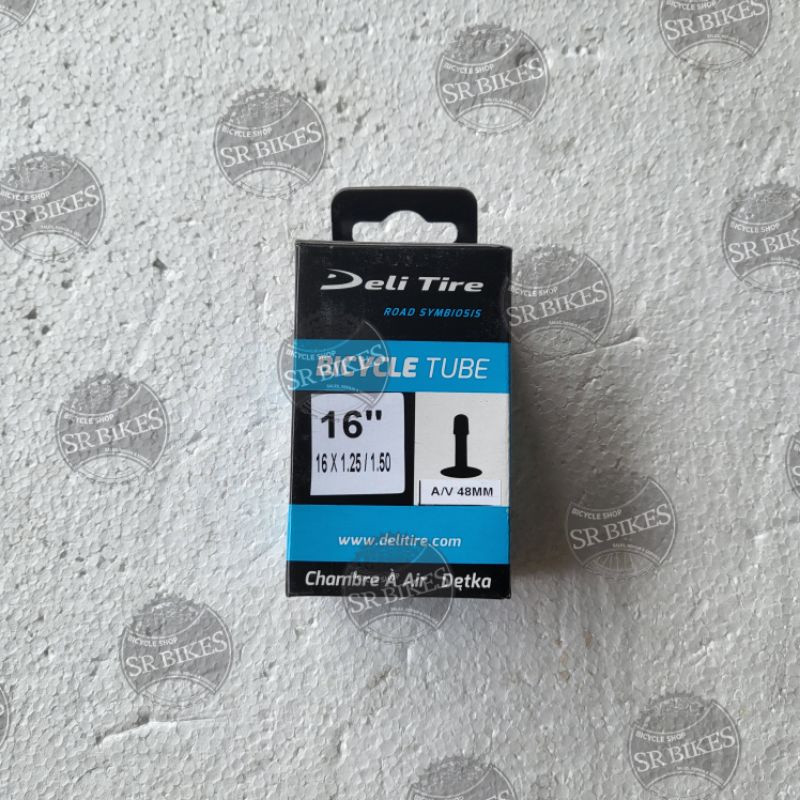 Deli Tire
ROAD SYMBIOSIS
BICYCLE TUBE
16"
16 X 1.25 / 1.50
A/V 48MM
www.delitire.com
Chambre À Air Dętka
BICYCLE SHOP
SR BIKES